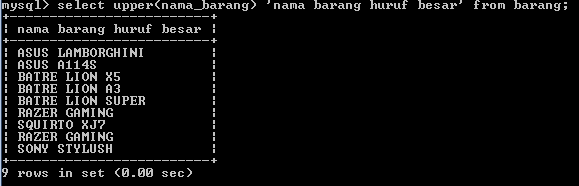 mysql> select upper(nama_barang) 'nama barang huruf besar' from barang;
+-------------------------+
| nama barang huruf besar |
+-------------------------+
| ASUS LAMBORGHINI        |
| ASUS A114S              |
| BATRE LION X5           |
| BATRE LION A3           |
| BATRE LION SUPER        |
| RAZER GAMING            |
| SQUIRTO XJ7             |
| RAZER GAMING            |
| SONY STYLUSH            |
+-------------------------+
9 rows in set (0.00 sec)